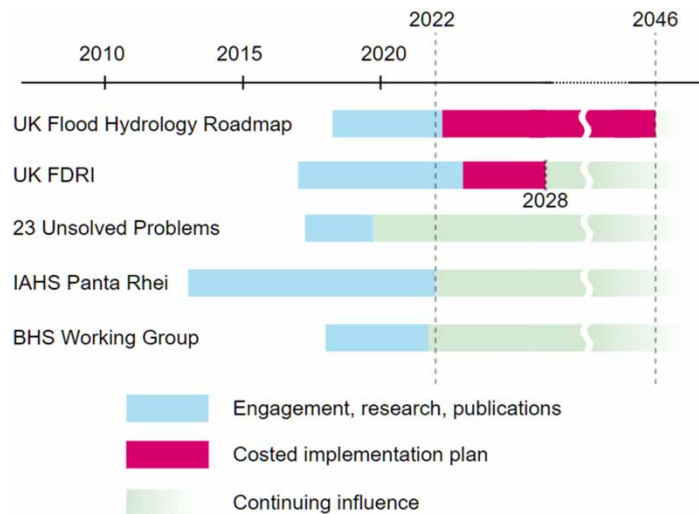 2022 2046
2010 2015 2020
UK Flood Hydrology Roadmap
UK FDRI
2028
23 Unsolved Problems
IAHS Panta Rhei
BHS Working Group
Engagement, research, publications
Costed implementation plan
Continuing influence